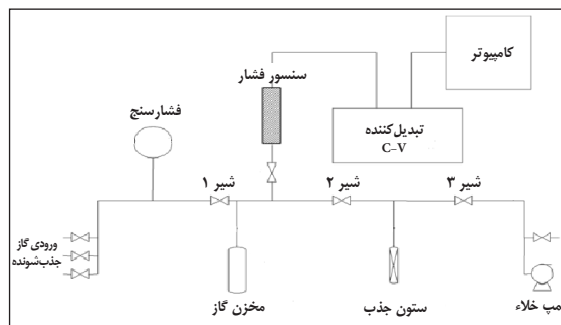 کامپیوتر
سنسور فشار
تبدیل‌کننده
C-V
فشارسنج
شیر ۱
شیر ۲
شیر ۳
ورودی گاز
جذب‌شونده
مخزن گاز
ستون جذب
مپ خلاء